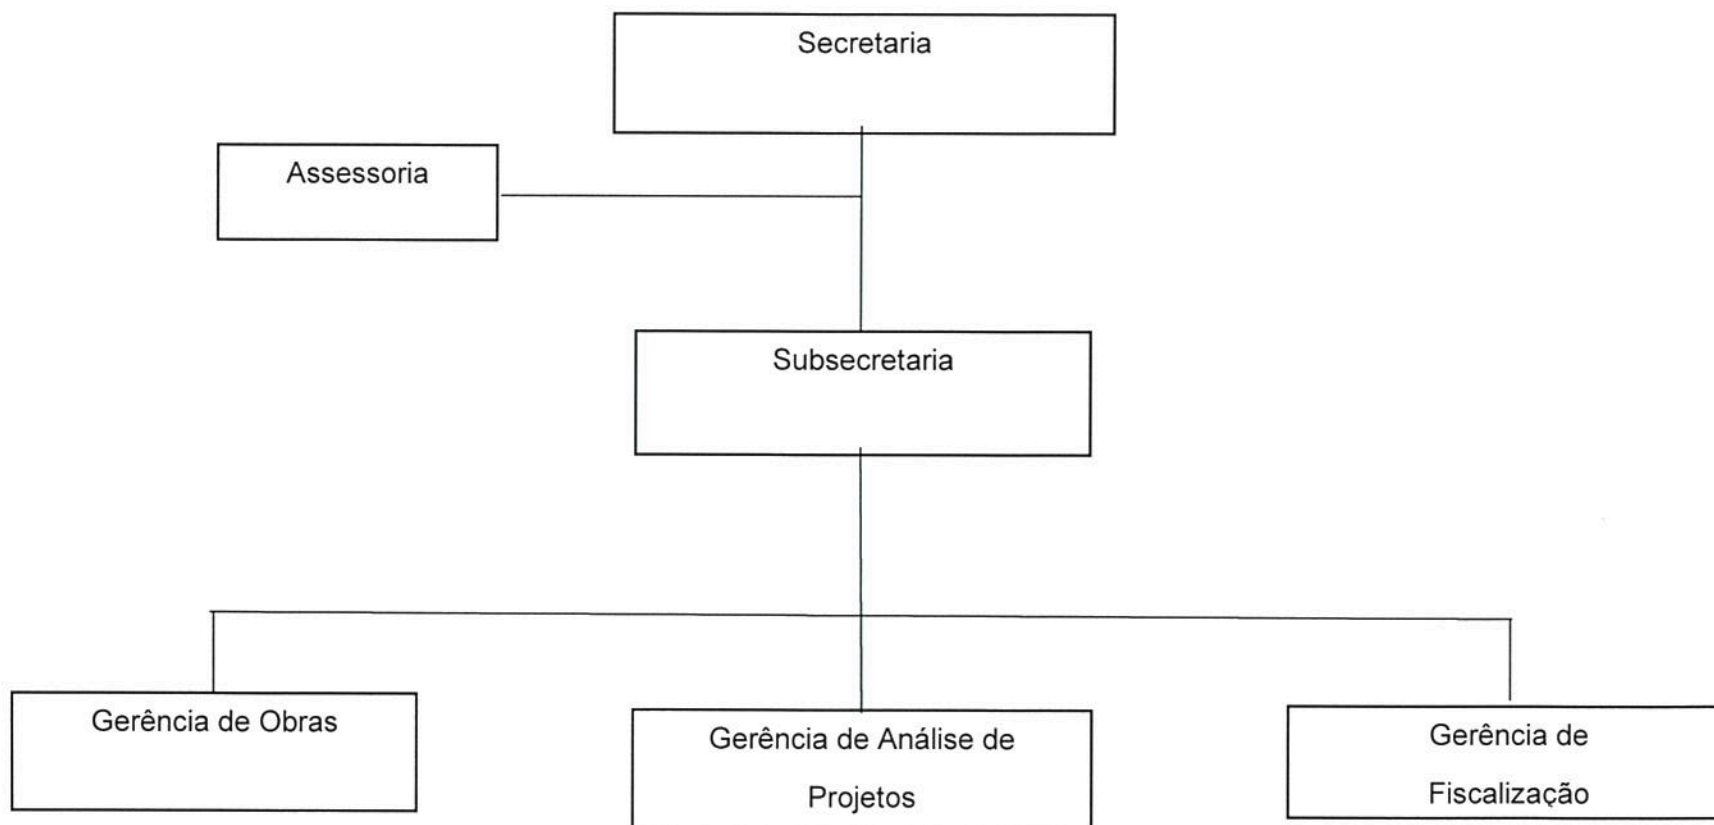 Secretaria
Assessoria
Subsecretaria
Gerência de Obras
Gerência de Análise de
Projetos
Gerência de
Fiscalização